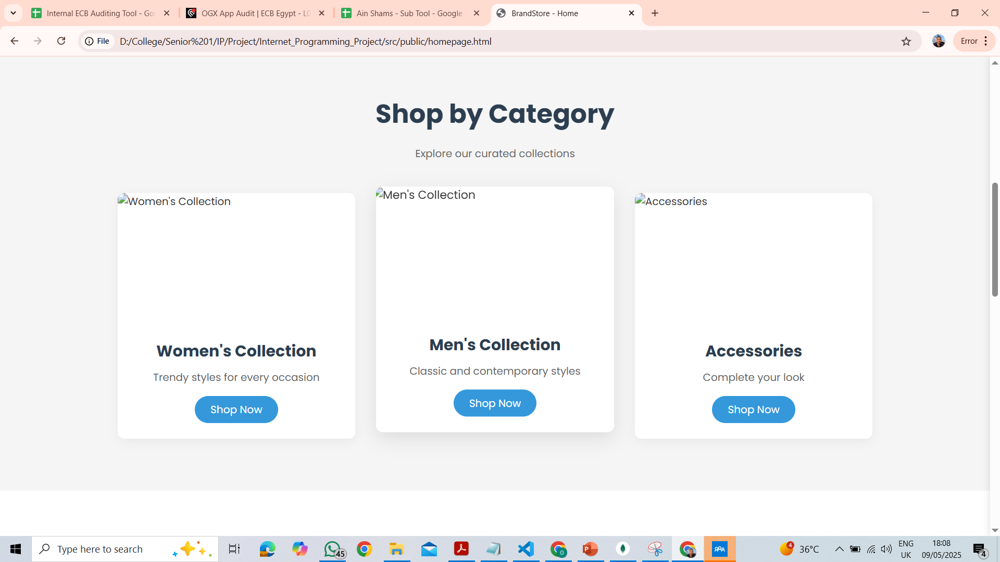 Internal ECB Auditing Tool - Go
OGX App Audit | ECB Egypt - L
Ain Shams - Sub Tool - Google
BrandStore - Home
File
D:/College/Senior%201/IP/Project/Internet_Programming_Project/src/public/homepage.html
Error
Shop by Category
Explore our curated collections
Women's Collection
Men's Collection
Accessories
Women's Collection
Trendy styles for every occasion
Shop Now
Men's Collection
Classic and contemporary styles
Shop Now
Accessories
Complete your look
Shop Now
Type here to search
45
4
36°C
ENG
UK
18:08
09/05/2025
4